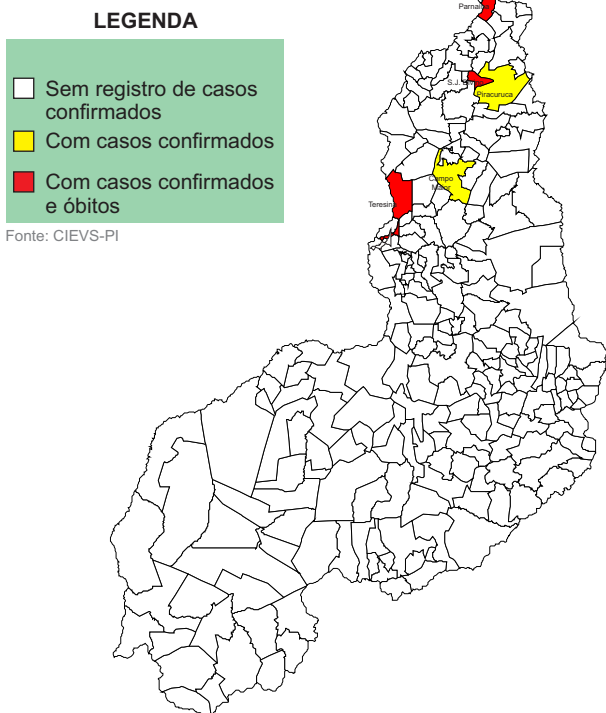 LEGENDA
Sem registro de casos
confirmados
Com casos confirmados
Com casos confirmados
e óbitos
Fonte: CIEVS-PI
Parnaíba
S.J.
Piracuruca
Campo
Maior
Teresina